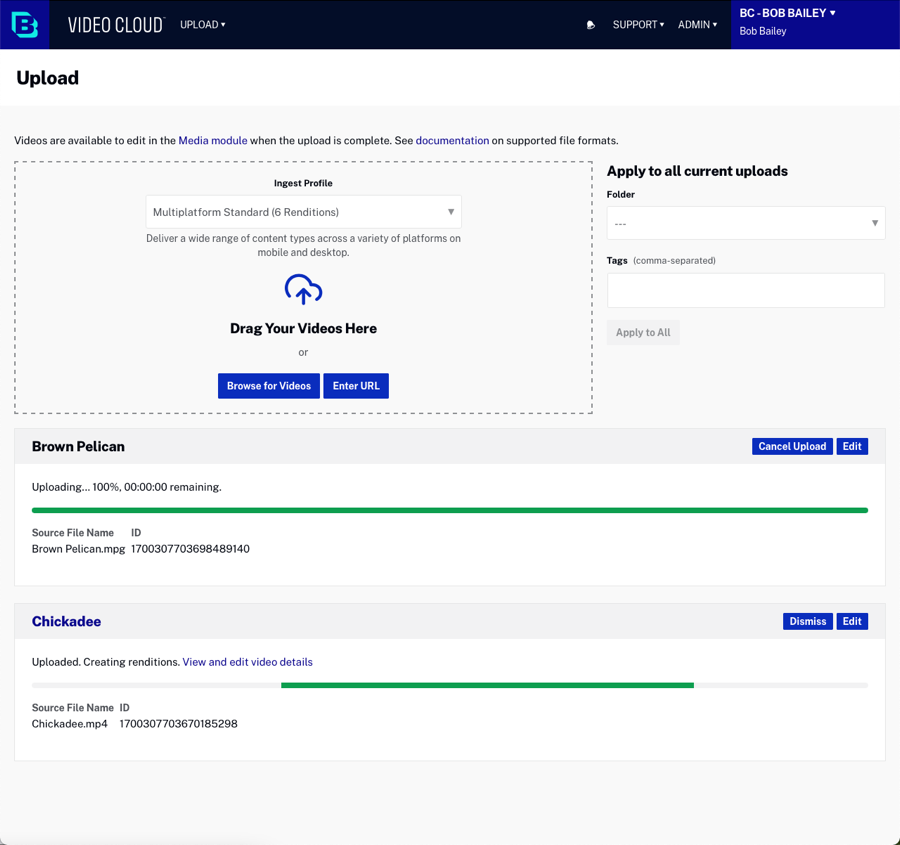 B VIDEO CLOUD UPLOAD ▾ SUPPORT ▾ ADMIN ▾ BC - BOB BAILEY ▾
Bob Bailey
Upload
Videos are available to edit in the Media module when the upload is complete. See documentation on supported file formats.
Ingest Profile
Multiplatform Standard (6 Renditions)
Deliver a wide range of content types across a variety of platforms on
mobile and desktop.
Drag Your Videos Here
or
Browse for Videos Enter URL
Apply to all current uploads
Folder
---
Tags (comma-separated)
Apply to All
Brown Pelican Cancel Upload Edit
Uploading... 100%, 00:00:00 remaining.
Source File Name ID
Brown Pelican.mpg 1700307703698489140
Chickadee Dismiss Edit
Uploaded. Creating renditions. View and edit video details
Source File Name ID
Chickadee.mp4 1700307703670185298